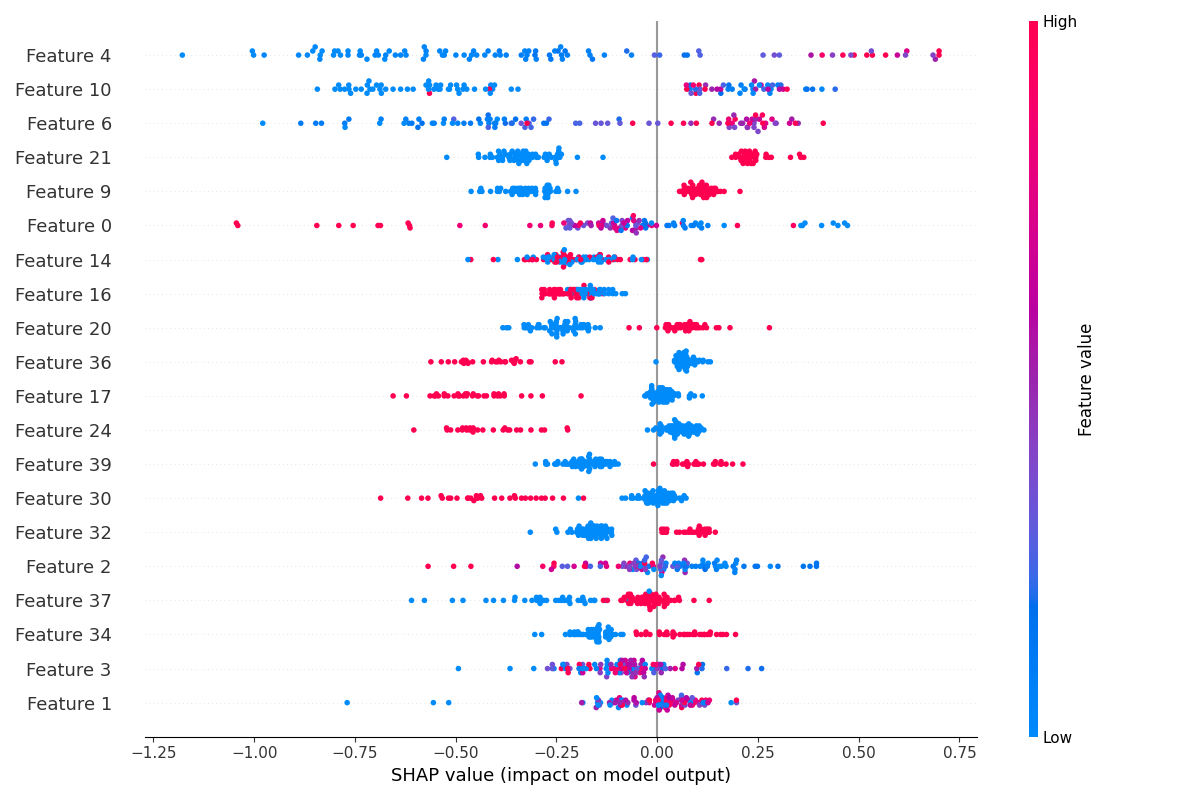 High
Feature 4
Feature 10
Feature 6
Feature 21
Feature 9
Feature 0
Feature 14
Feature 16
Feature 20
Feature 36
Feature 17
Feature 24
Feature 39
Feature 30
Feature 32
Feature 2
Feature 37
Feature 34
Feature 3
Feature 1
Feature value
Low
−1.25 −1.00 −0.75 −0.50 −0.25 0.00 0.25 0.50 0.75
SHAP value (impact on model output)